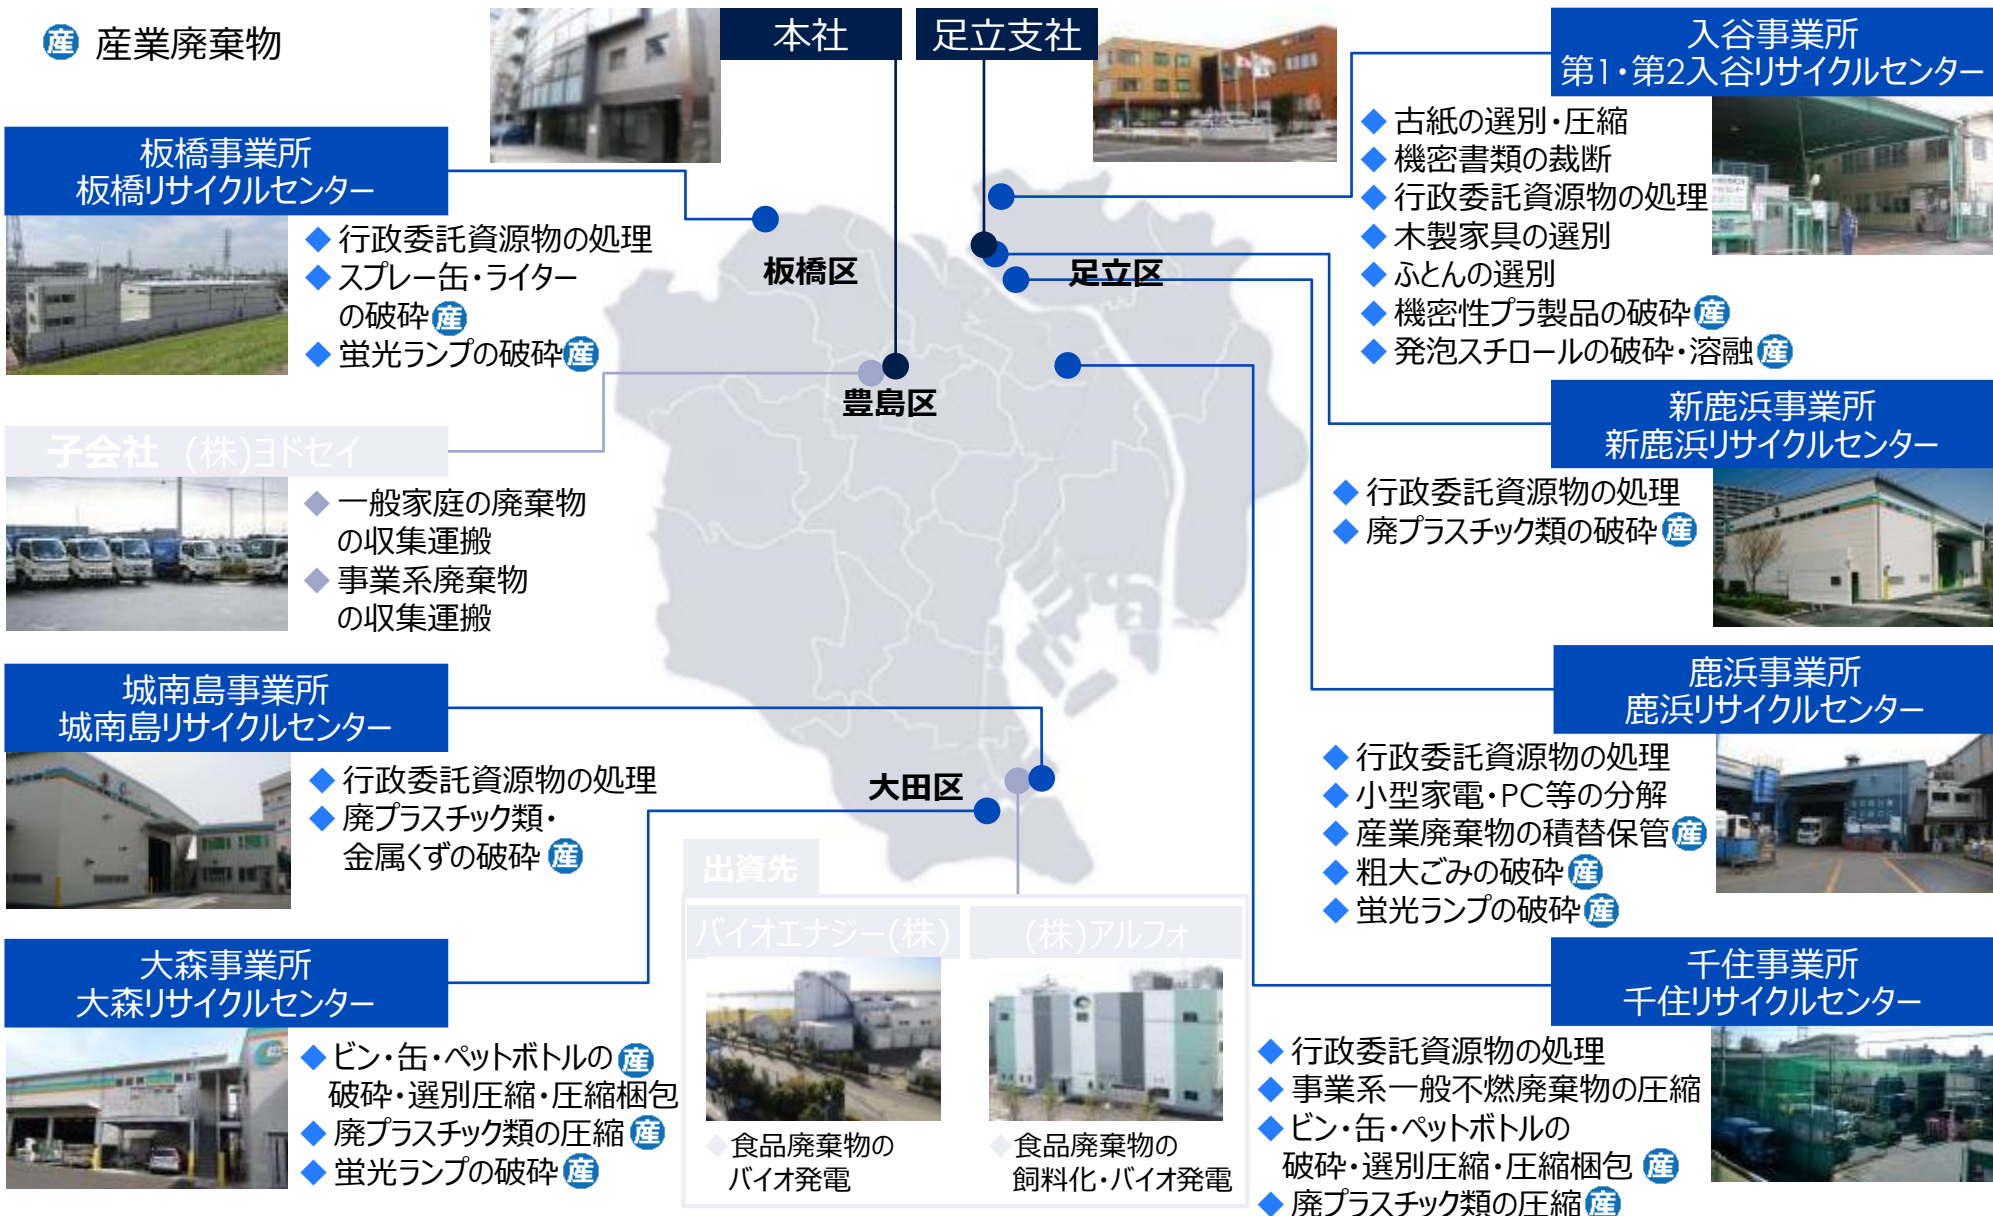 産 産業廃棄物
本社
足立支社
板橋事業所
板橋リサイクルセンター
行政委託資源物の処理
スプレー缶・ライター
の破砕 産
蛍光ランプの破砕 産
子会社 (株)ヨドセイ
一般家庭の廃棄物
の収集運搬
事業系廃棄物
の収集運搬
城南島事業所
城南島リサイクルセンター
行政委託資源物の処理
廃プラスチック類・
金属くずの破砕 産
大森事業所
大森リサイクルセンター
ビン・缶・ペットボトルの 産
破砕・選別圧縮・圧縮梱包
廃プラスチック類の圧縮 産
蛍光ランプの破砕 産
板橋区
足立区
豊島区
大田区
出資先
バイオエナジー(株)
食品廃棄物の
バイオ発電
(株)アルフォ
食品廃棄物の
飼料化・バイオ発電
入谷事業所
第1・第2入谷リサイクルセンター
古紙の選別・圧縮
機密書類の裁断
行政委託資源物の処理
木製家具の選別
ふとんの選別
機密性プラ製品の破砕 産
発泡スチロールの破砕・溶融 産
新鹿浜事業所
新鹿浜リサイクルセンター
行政委託資源物の処理
廃プラスチック類の破砕 産
鹿浜事業所
鹿浜リサイクルセンター
行政委託資源物の処理
小型家電・PC等の分解
産業廃棄物の積替保管 産
粗大ごみの破砕 産
蛍光ランプの破砕 産
千住事業所
千住リサイクルセンター
行政委託資源物の処理
事業系一般不燃廃棄物の圧縮
ビン・缶・ペットボトルの
破砕・選別圧縮・圧縮梱包 産
廃プラスチック類の圧縮 産